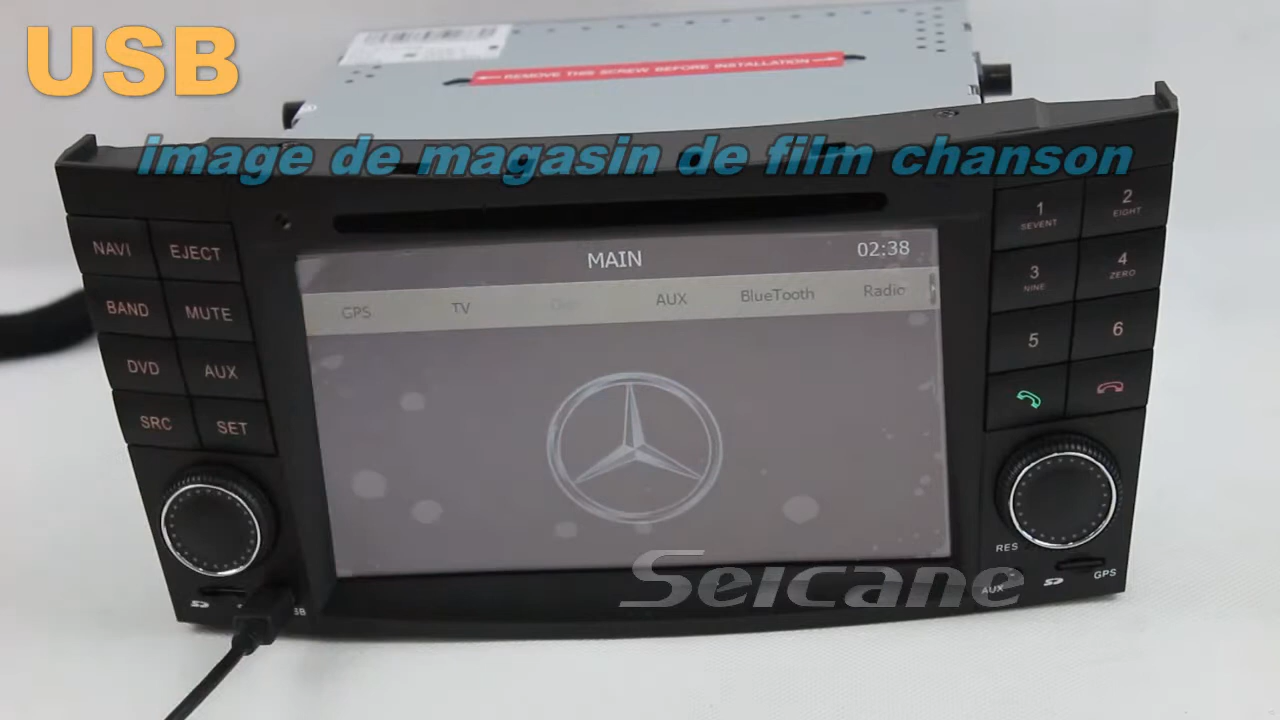 USB
REMOVE THIS SCREW BEFORE INSTALLATION
image de magasin de film chanson
NAVI
EJECT
BAND
MUTE
DVD
AUX
SRC
SET
MAIN
02:38
GPS
TV
AUX
BlueTooth
Radio
1
SEVENT
2
EIGHT
3
NINE
4
ZERO
5
6
RES
AUX
SD
GPS
SD
Seicane